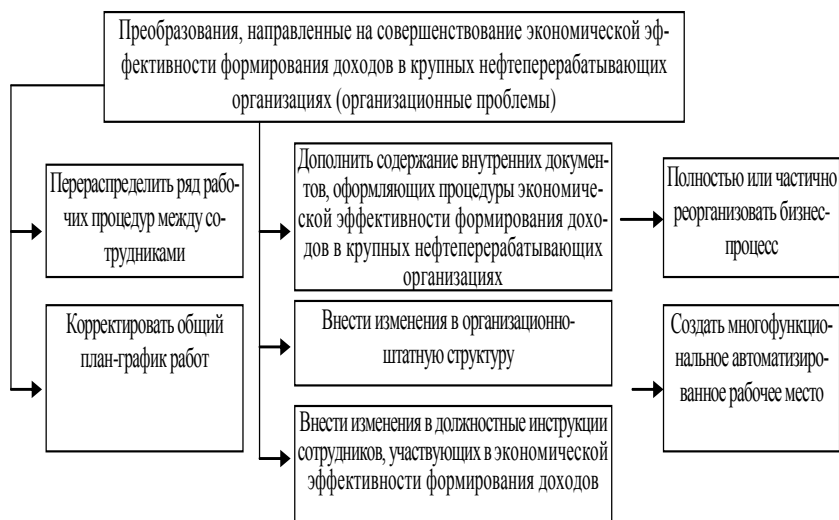 Преобразования, направленные на совершенствование экономической эф-
фективности формирования доходов в крупных нефтеперерабатывающих
организациях (организационные проблемы)
Перераспределить ряд рабо-
чих процедур между со-
трудниками
Дополнить содержание внутренних докумен-
тов, оформляющих процедуры экономиче-
ской эффективности формирования дохо-
дов в крупных нефтеперерабатывающих
организациях
Полностью или частично
реорганизовать бизнес-
процесс
Корректировать общий
план-график работ
Внести изменения в организационно-
штатную структуру
Создать многофункци-
ональное автоматизиро-
ванное рабочее место
Внести изменения в должностные инструкции
сотрудников, участвующих в экономической
эффективности формирования доходов